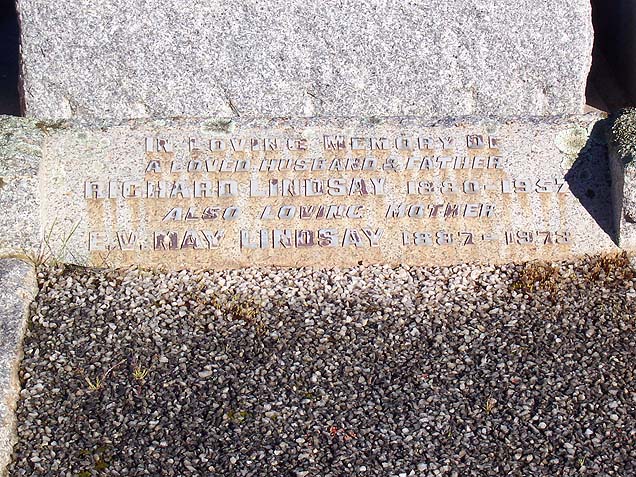 IN LOVING MEMORY OF
A LOVED HUSBAND & FATHER
RICHARD LINDSAY 1880-1957
ALSO LOVING MOTHER
E.V. MAY LINDSAY 1887-1973